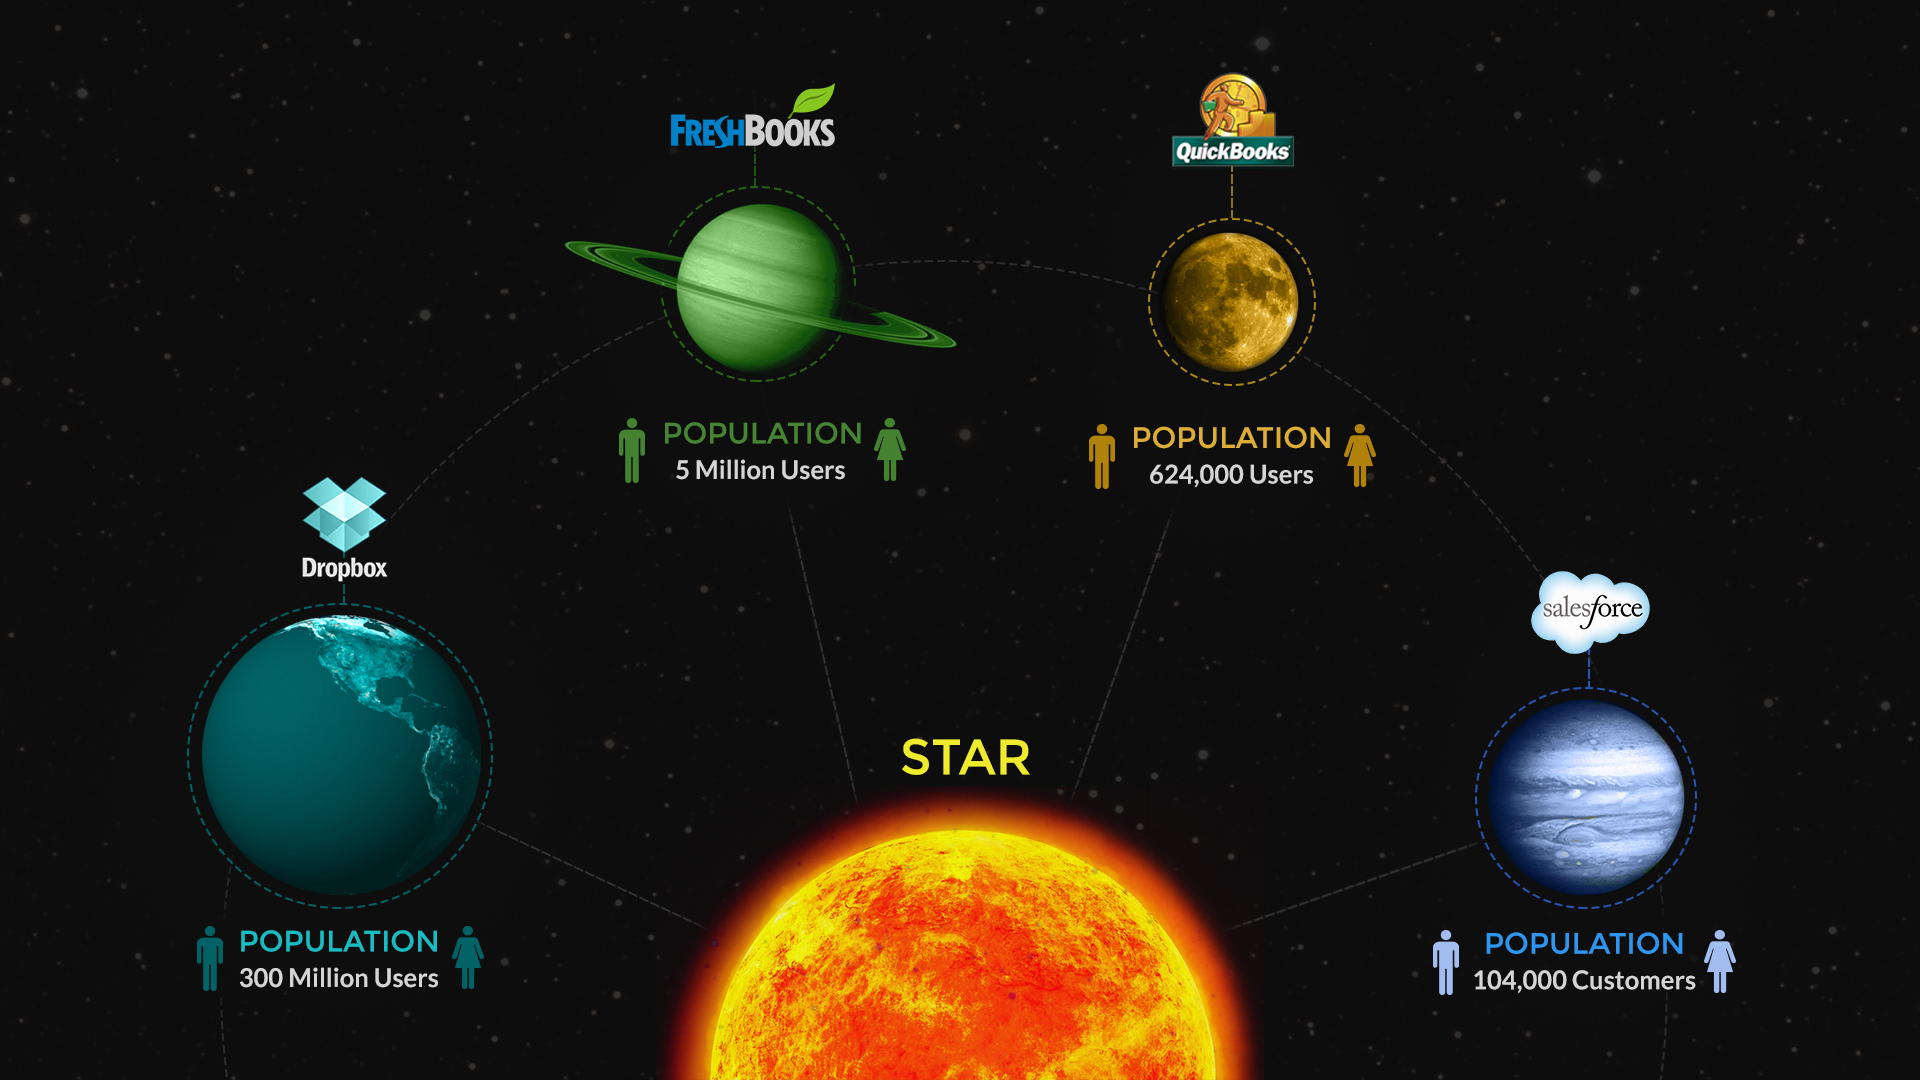 FRESHBOOKS
QuickBooks
POPULATION
5 Million Users
POPULATION
624,000 Users
Dropbox
salesforce
STAR
POPULATION
300 Million Users
POPULATION
104,000 Customers